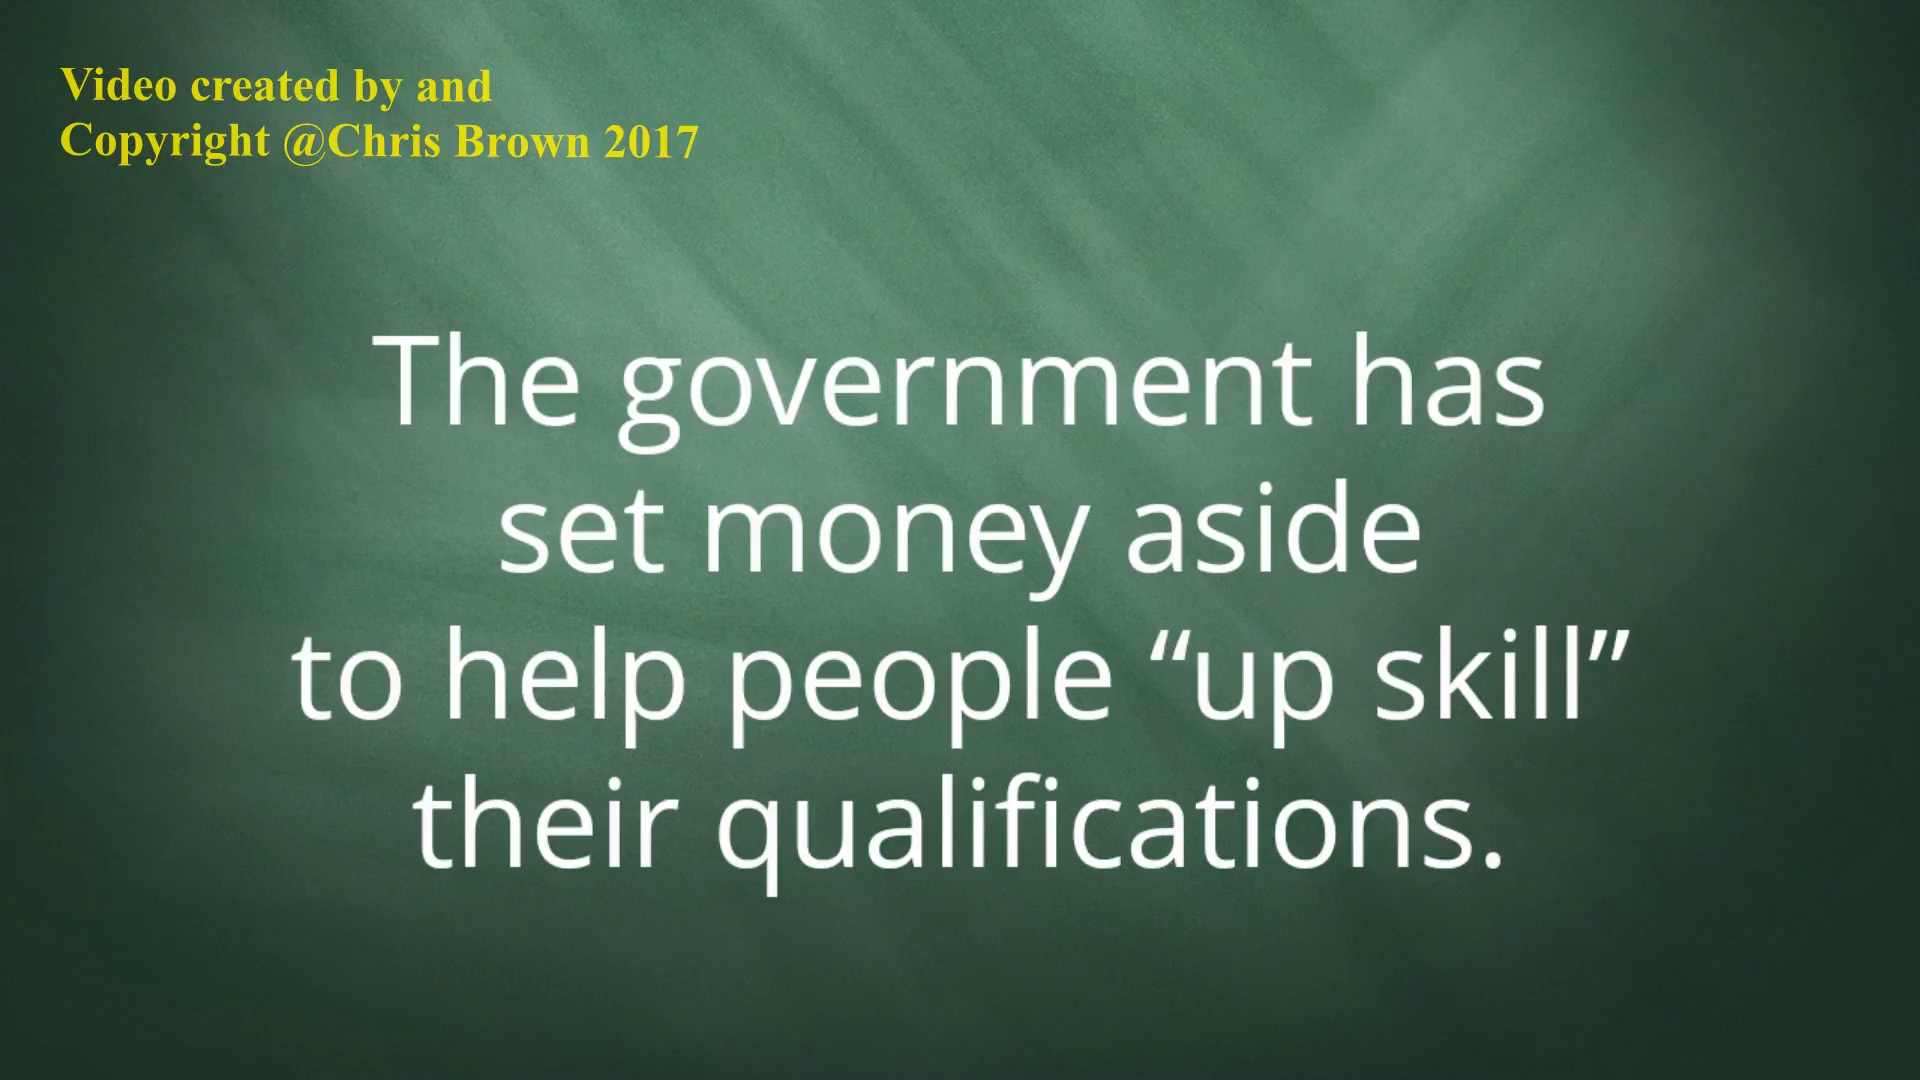 Video created by and
Copyright @Chris Brown 2017
The government has
set money aside
to help people “up skill”
their qualifications.